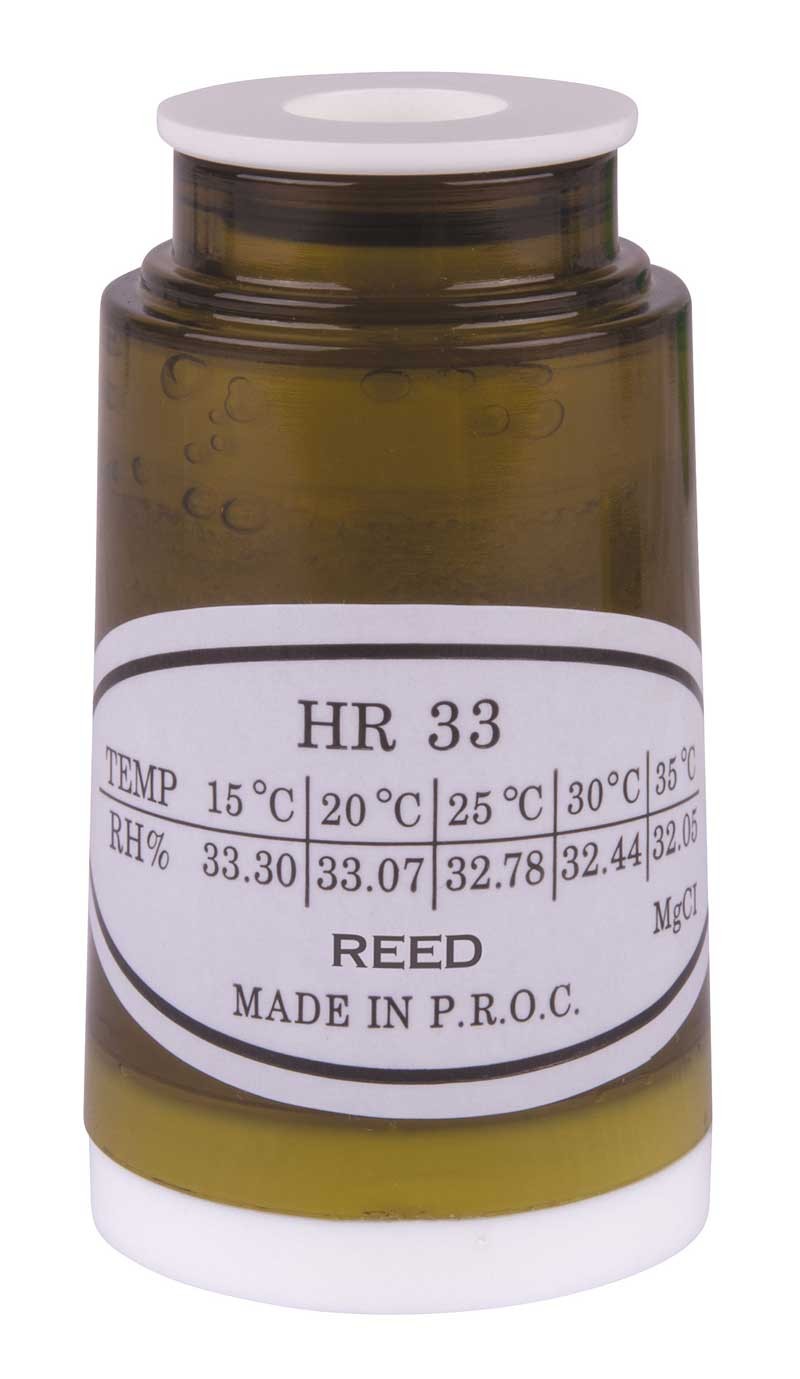 HR 33
TEMP 15°C 20°C 25°C 30°C 35°C
RH% 33.30 33.07 32.78 32.44 32.05
MgCl
REED
MADE IN P.R.O.C.